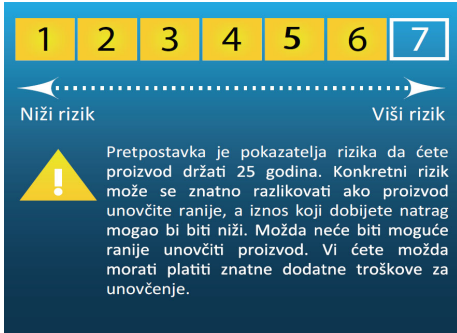 1 2 3 4 5 6 7
Niži rizik Viši rizik
Pretpostavka je pokazatelja rizika da ćete
proizvod držati 25 godina. Konkretni rizik
može se znatno razlikovati ako proizvod
unovčite ranije, a iznos koji dobijete natrag
mogao bi biti niži. Možda neće biti moguće
ranije unovčiti proizvod. Vi ćete možda
morati platiti znatne dodatne troškove za
unovčenje.